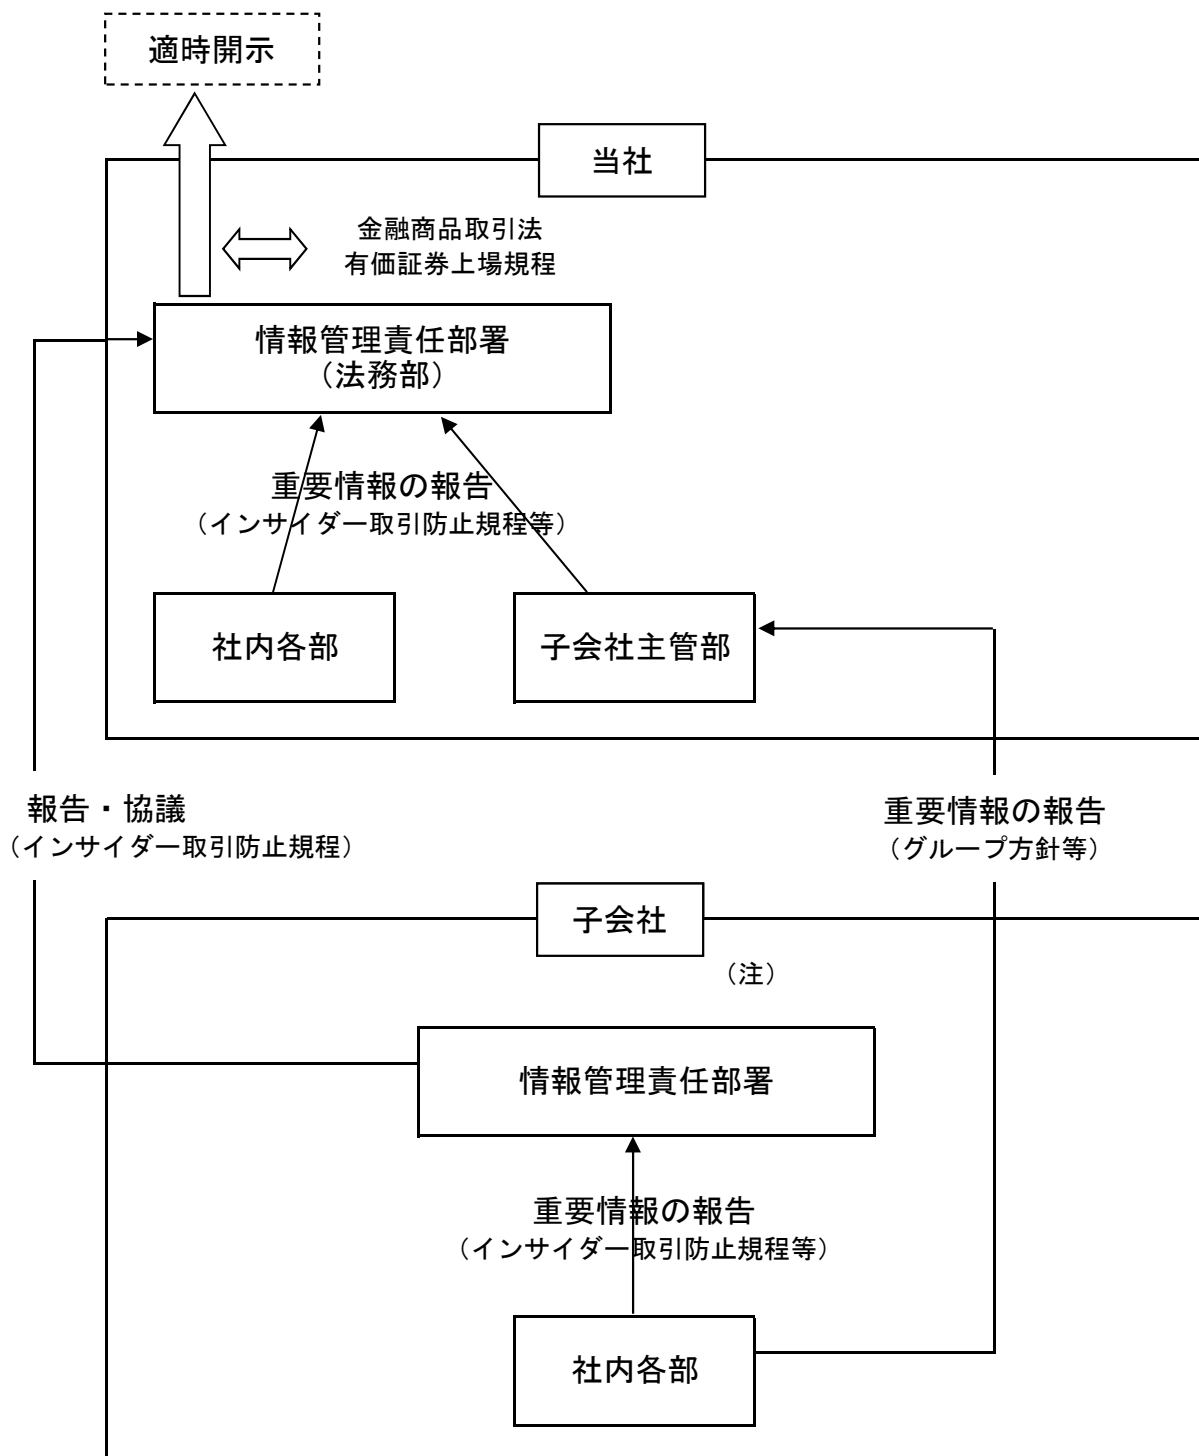 適時開示
当社
金融商品取引法
有価証券上場規程
情報管理責任部署
（法務部）
重要情報の報告
（インサイダー取引防止規程等）
社内各部
子会社主管部
報告・協議
（インサイダー取引防止規程）
重要情報の報告
（グループ方針等）
子会社
（注）
情報管理責任部署
重要情報の報告
（インサイダー取引防止規程等）
社内各部